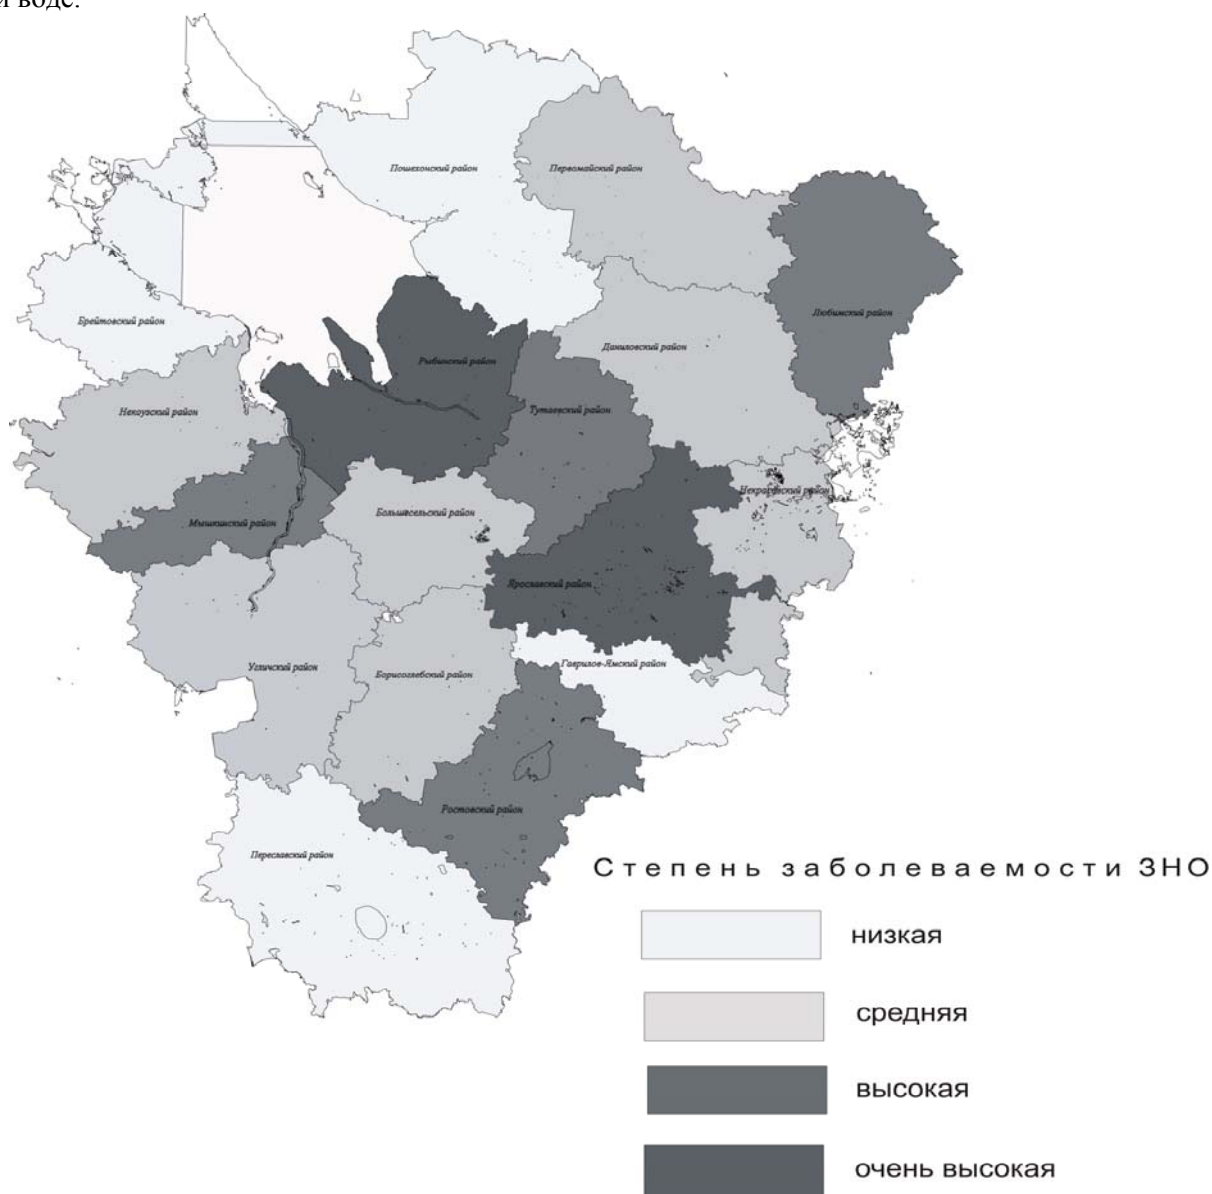 и воде.
Пошехонский район
Первомайский район
Любимский район
Брейтовский район
Даниловский район
Рыбинский район
Некоузский район
Тутаевский район
Некрасовский район
Большесельский район
Мышкинский район
Ярославский район
Гаврилов-Ямский район
Угличский район
Борисоглебский район
Ростовский район
Переславский район
Степень заболеваемости ЗНО
низкая
средняя
высокая
очень высокая